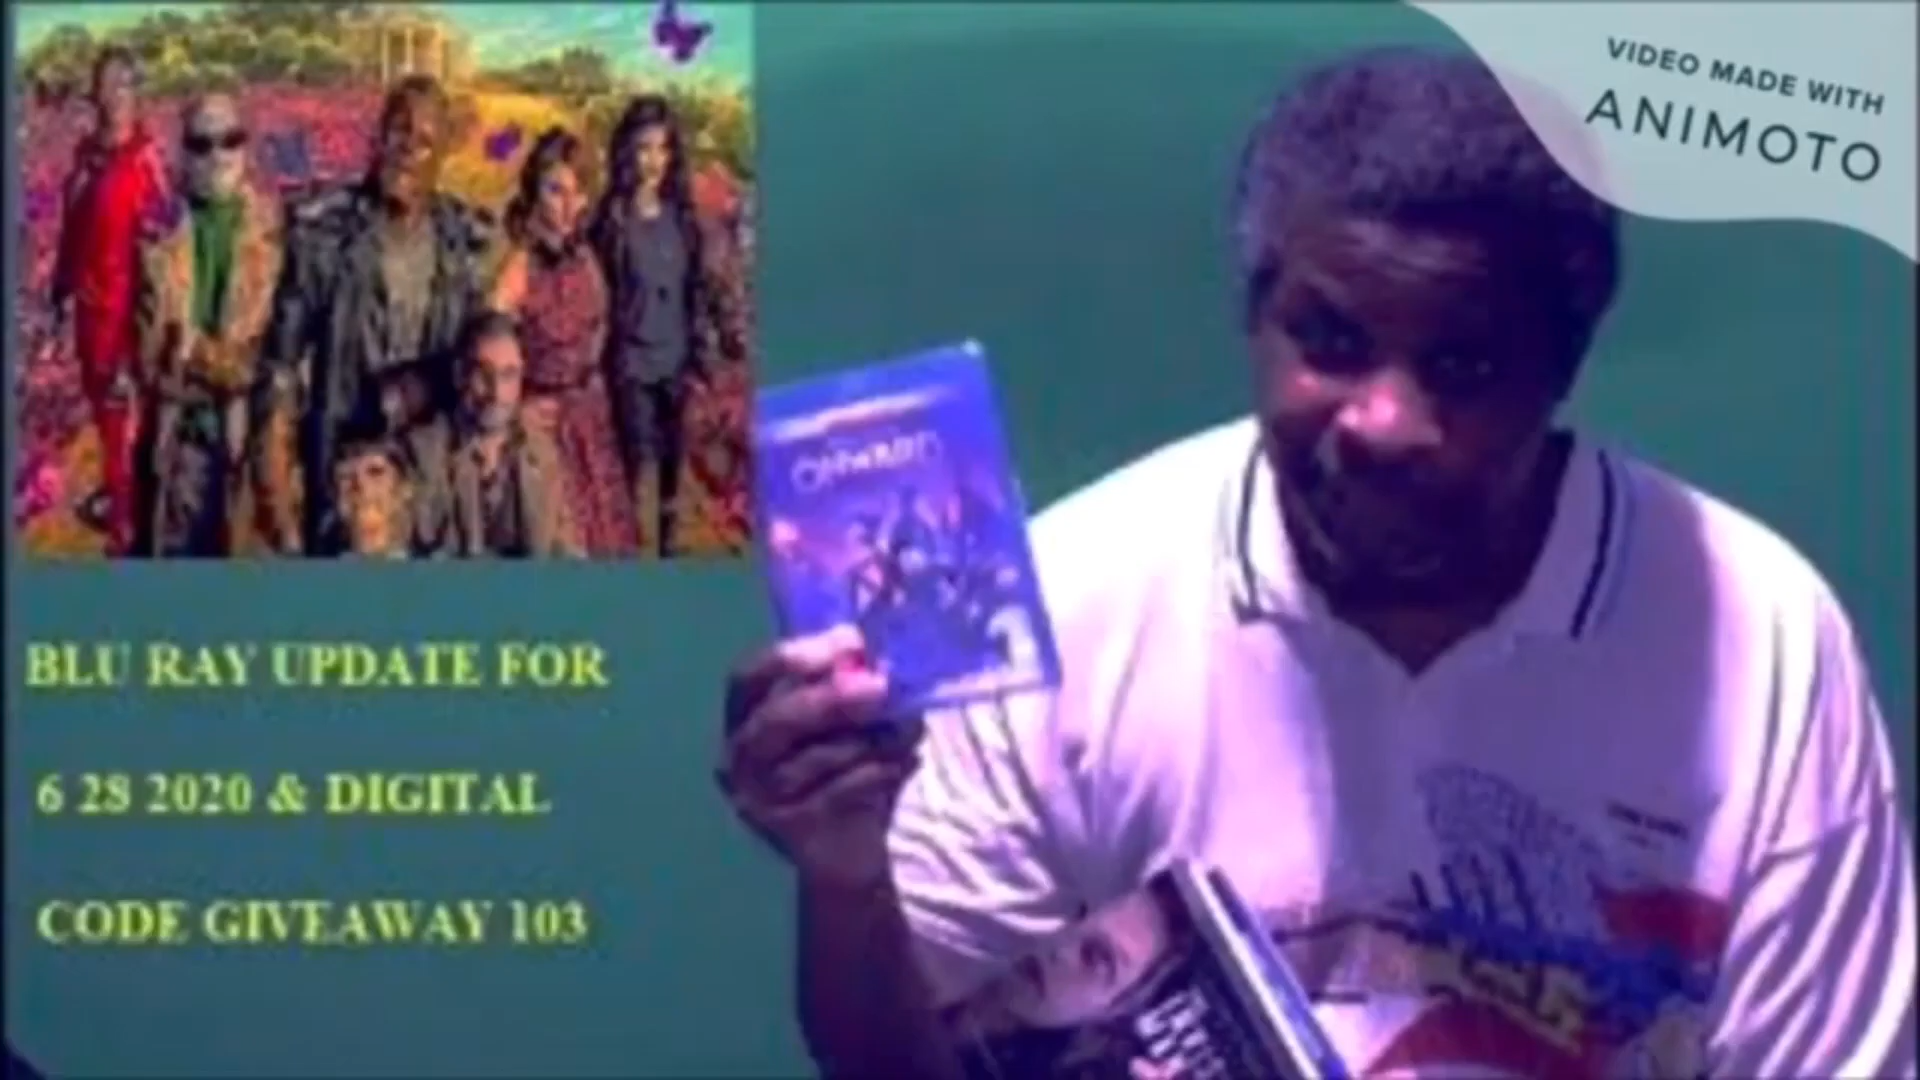 VIDEO MADE WITH
ANIMOTO
ONWARD
BLU RAY UPDATE FOR
6 28 2020 & DIGITAL
CODE GIVEAWAY 103